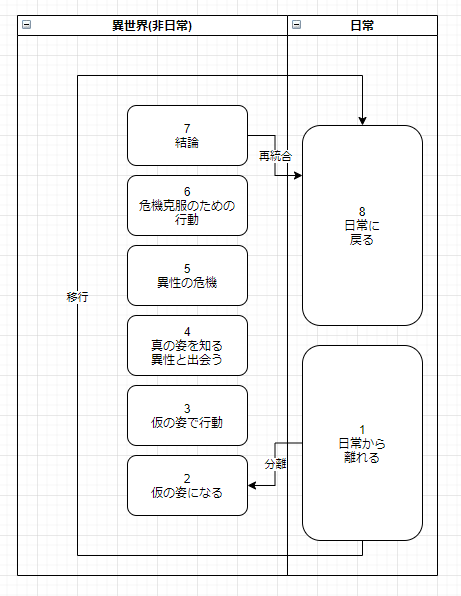 異世界(非日常)
日常
7
結論
再統合
6
危機克服のための
行動
8
日常に
戻る
5
異性の危機
移行
4
真の姿を知る
異性と出会う
3
仮の姿で行動
1
日常から
離れる
分離
2
仮の姿になる